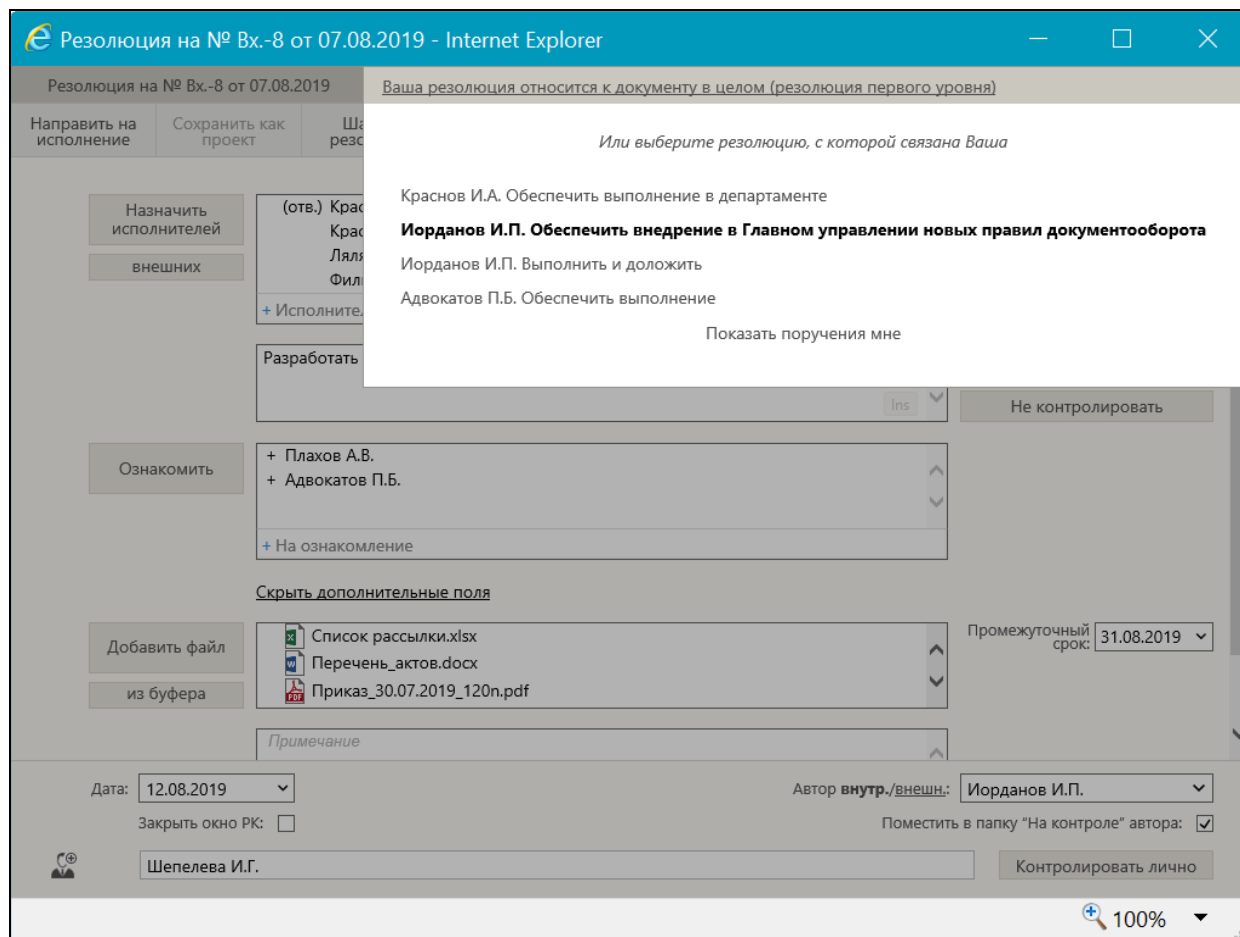 Резолюция на № Вх.-8 от 07.08.2019 - Internet Explorer
Резолюция на № Вх.-8 от 07.08.2019
Ваша резолюция относится к документу в целом (резолюция первого уровня)
Направить на исполнение
Сохранить как проект
Или выберите резолюцию, с которой связана Ваша
Краснов И.А. Обеспечить выполнение в департаменте
Иорданов И.П. Обеспечить внедрение в Главном управлении новых правил документооборота
Иорданов И.П. Выполнить и доложить
Адвокатов П.Б. Обеспечить выполнение
Показать поручения мне
Назначить исполнителей
внешних
(отв.)
Разработать
Ins
Не контролировать
Ознакомить
+ Плахов А.В.
+ Адвокатов П.Б.
+ На ознакомление
Скрыть дополнительные поля
Добавить файл
из буфера
Список рассылки.xlsx
Перечень_актов.docx
Приказ_30.07.2019_120n.pdf
Промежуточный срок: 31.08.2019
Примечание
Дата: 12.08.2019
Автор внутр./внешн.: Иорданов И.П.
Закрыть окно РК:
Поместить в папку "На контроле" автора:
Шепелева И.Г.
Контролировать лично
100%